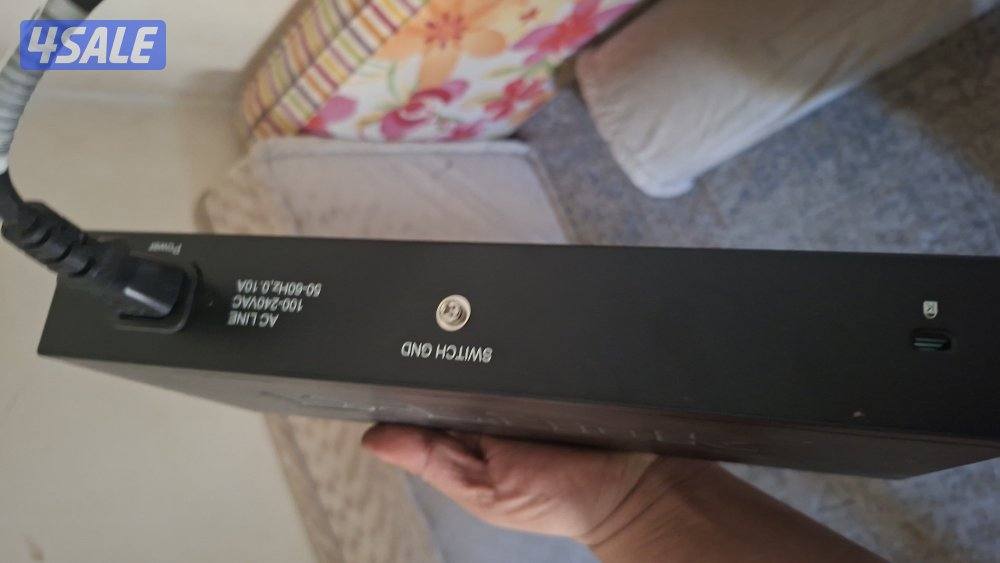 4SALE
Power
AC LINE
100-240VAC
50-60Hz,0.10A
SWITCH GND
K